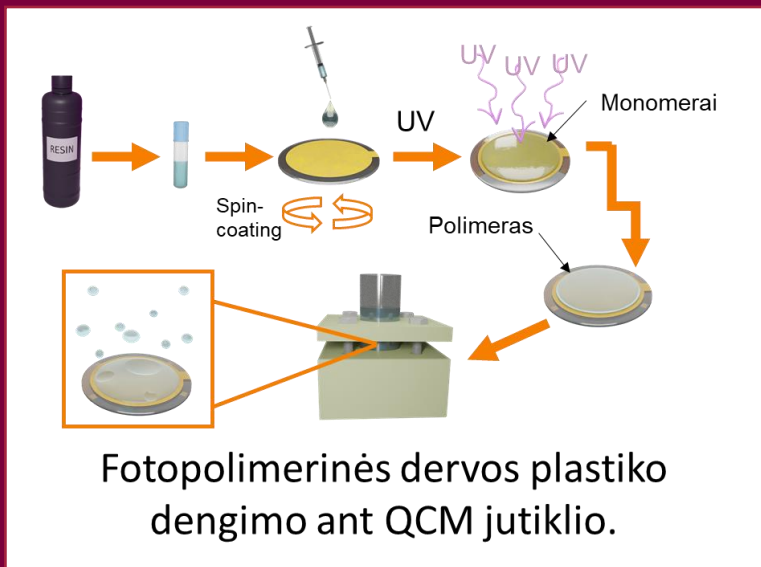 UV UV UV
Monomerai
RESIN
UV
Spin-
coating
Polimeras
Fotopolimerinės dervos plastiko
dengimo ant QCM jutiklio.